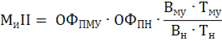 МиII = ОФПМУ · ОФПН · Вму · Тму / Вн · Тн